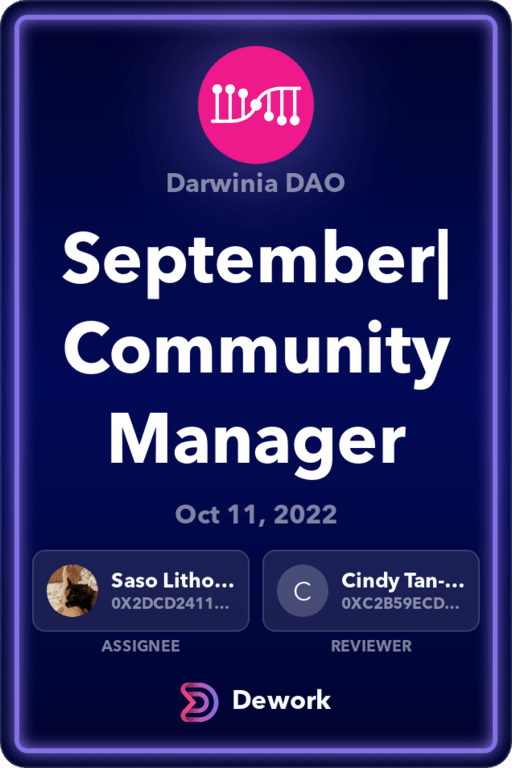 Darwinia DAO
September|
Community
Manager
Oct 11, 2022
Saso Litho...
0X2DCD2411...
ASSIGNEE
C
Cindy Tan-...
0XC2B59ECD...
REVIEWER
Dework